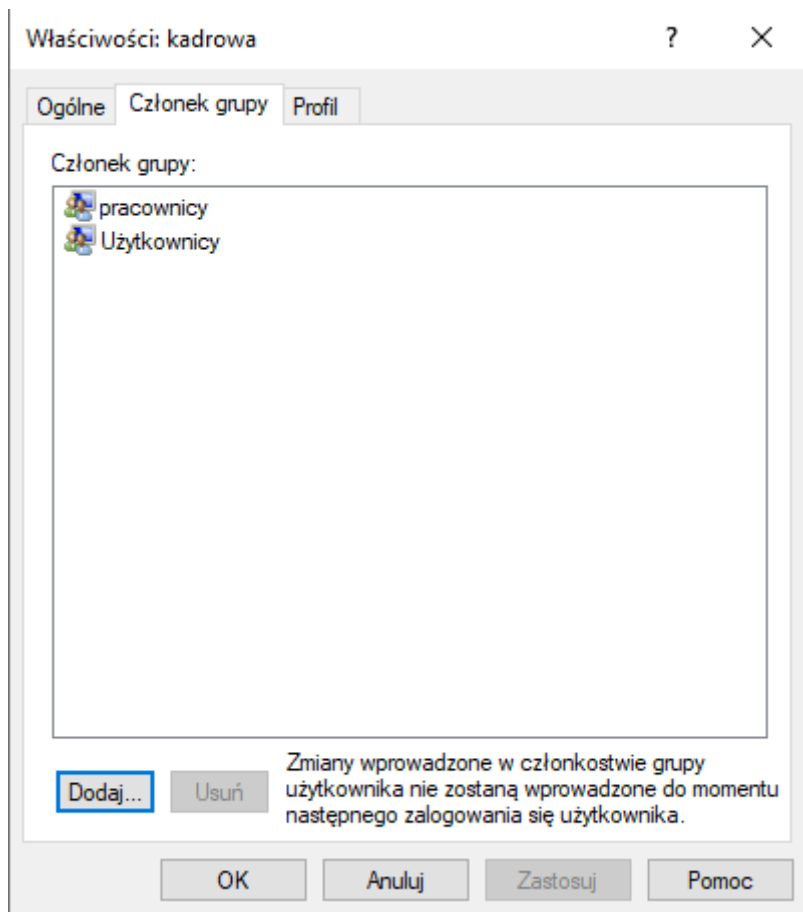 Właściwości: kadrowa
?
Ogólne Członek grupy Profil
Członek grupy:
pracownicy
Użytkownicy
Zmiany wprowadzone w członkostwie grupy
Dodaj... Usuń użytkownika nie zostaną wprowadzone do momentu
następnego zalogowania się użytkownika.
OK Anuluj Zastosuj Pomoc